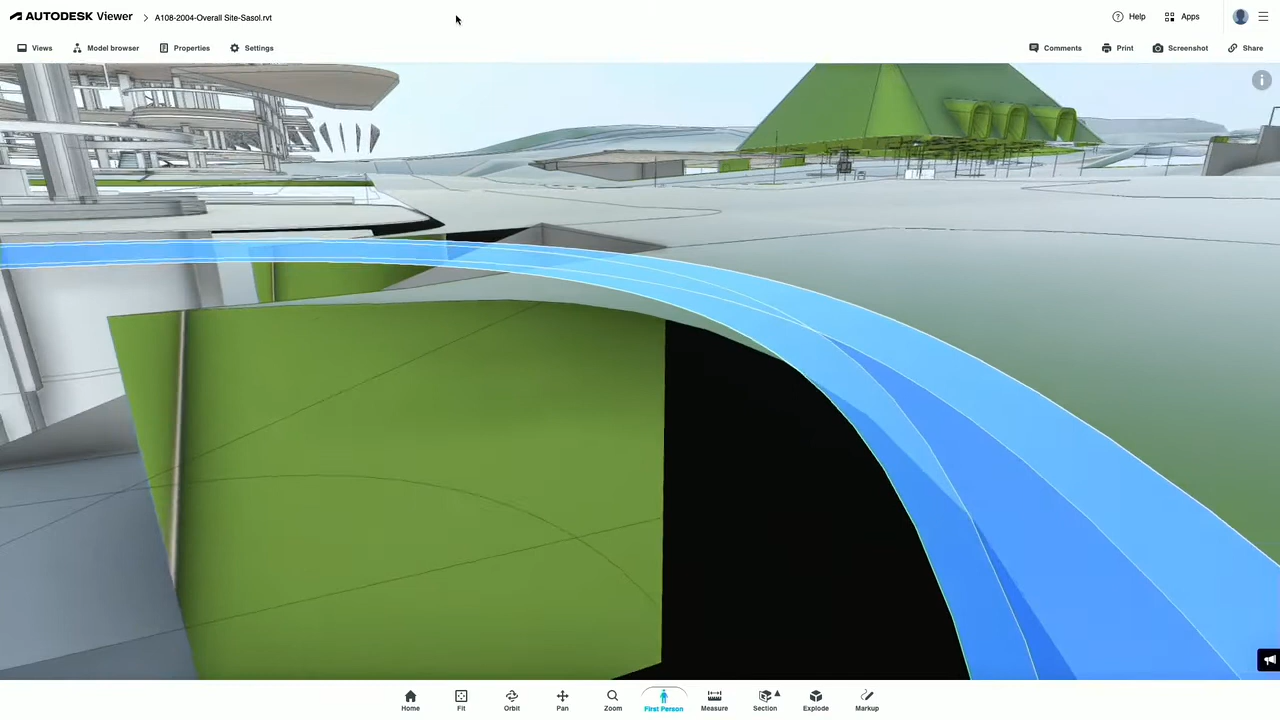 AUTODESK Viewer > A108-2004-Overall Site-Sasol.rvt
Help
Apps
Views
Model browser
Properties
Settings
Comments
Print
Screenshot
Share
Home
Fit
Orbit
Pan
Zoom
First Person
Measure
Section
Explode
Markup